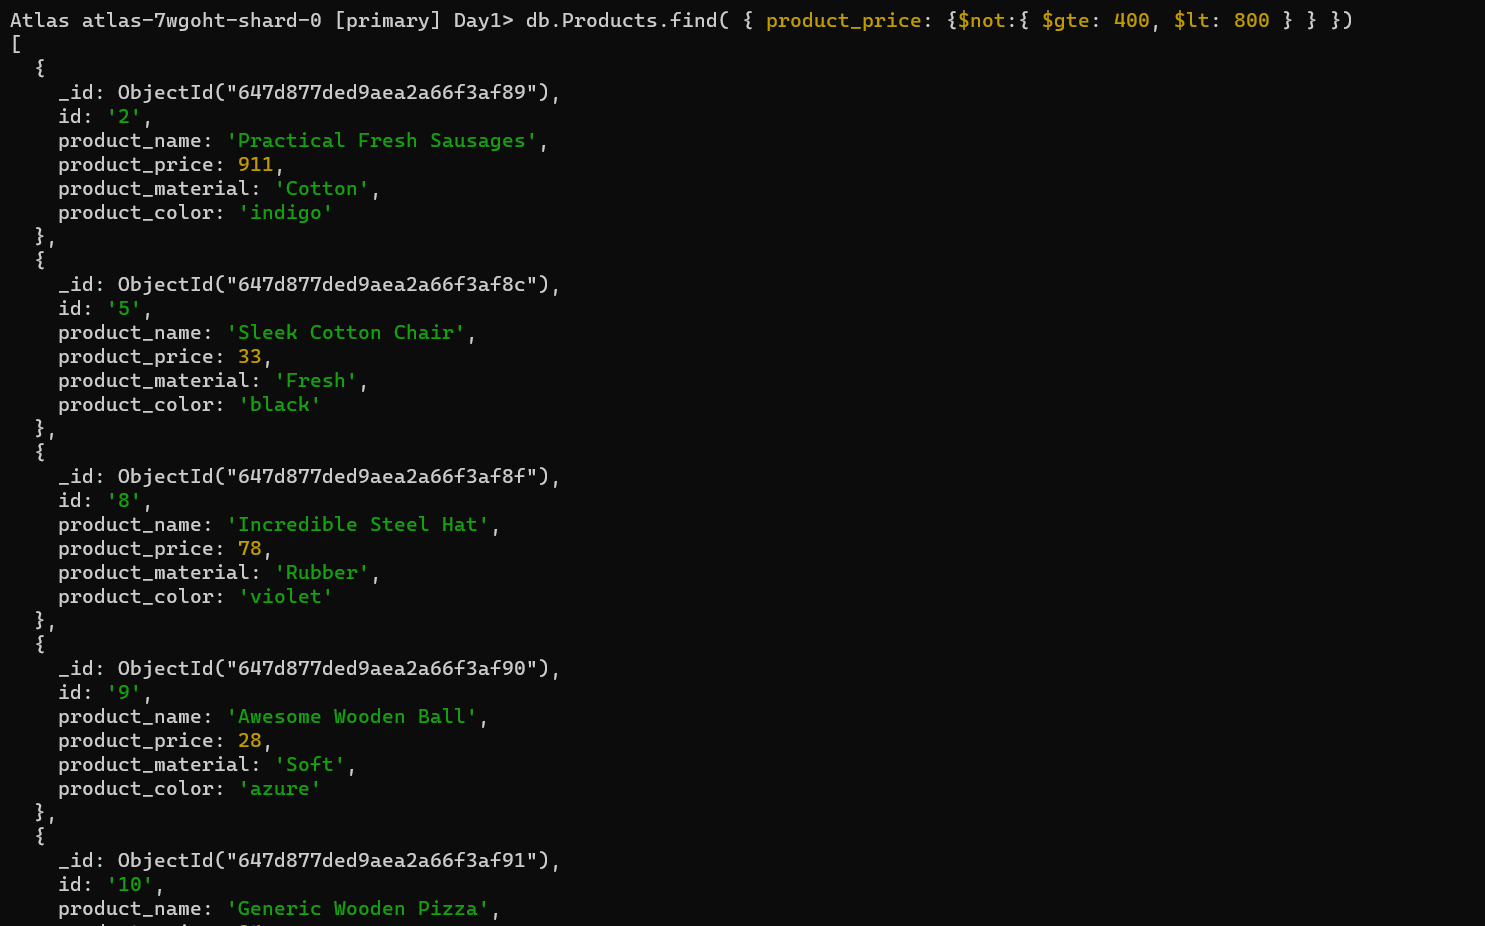 Atlas atlas-7wgoht-shard-0 [primary] Day1> db.Products.find( { product_price: {$not:{ $gte: 400, $lt: 800 } } })
[
  {
    _id: ObjectId("647d877ded9aea2a66f3af89"),
    id: '2',
    product_name: 'Practical Fresh Sausages',
    product_price: 911,
    product_material: 'Cotton',
    product_color: 'indigo'
  },
  {
    _id: ObjectId("647d877ded9aea2a66f3af8c"),
    id: '5',
    product_name: 'Sleek Cotton Chair',
    product_price: 33,
    product_material: 'Fresh',
    product_color: 'black'
  },
  {
    _id: ObjectId("647d877ded9aea2a66f3af8f"),
    id: '8',
    product_name: 'Incredible Steel Hat',
    product_price: 78,
    product_material: 'Rubber',
    product_color: 'violet'
  },
  {
    _id: ObjectId("647d877ded9aea2a66f3af90"),
    id: '9',
    product_name: 'Awesome Wooden Ball',
    product_price: 28,
    product_material: 'Soft',
    product_color: 'azure'
  },
  {
    _id: ObjectId("647d877ded9aea2a66f3af91"),
    id: '10',
    product_name: 'Generic Wooden Pizza',